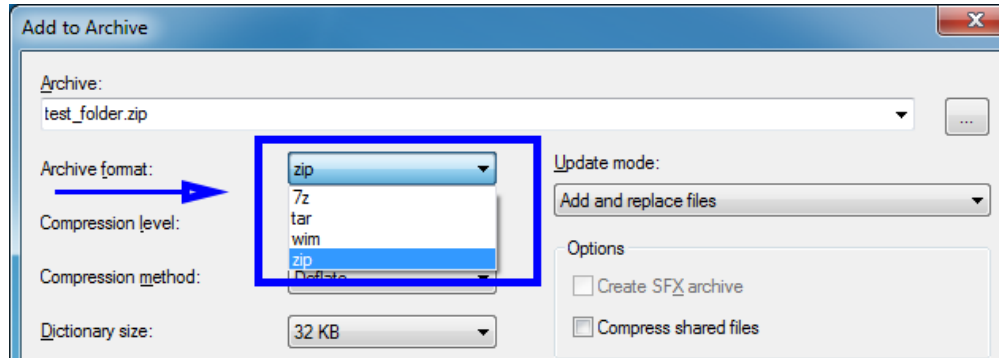 Add to Archive
Archive:
test_folder.zip
...
Archive format:
zip
Update mode:
7z
Add and replace files
tar
Compression level:
wim
zip
Options
Compression method:
Deflate
Create SFX archive
Dictionary size:
32 KB
Compress shared files